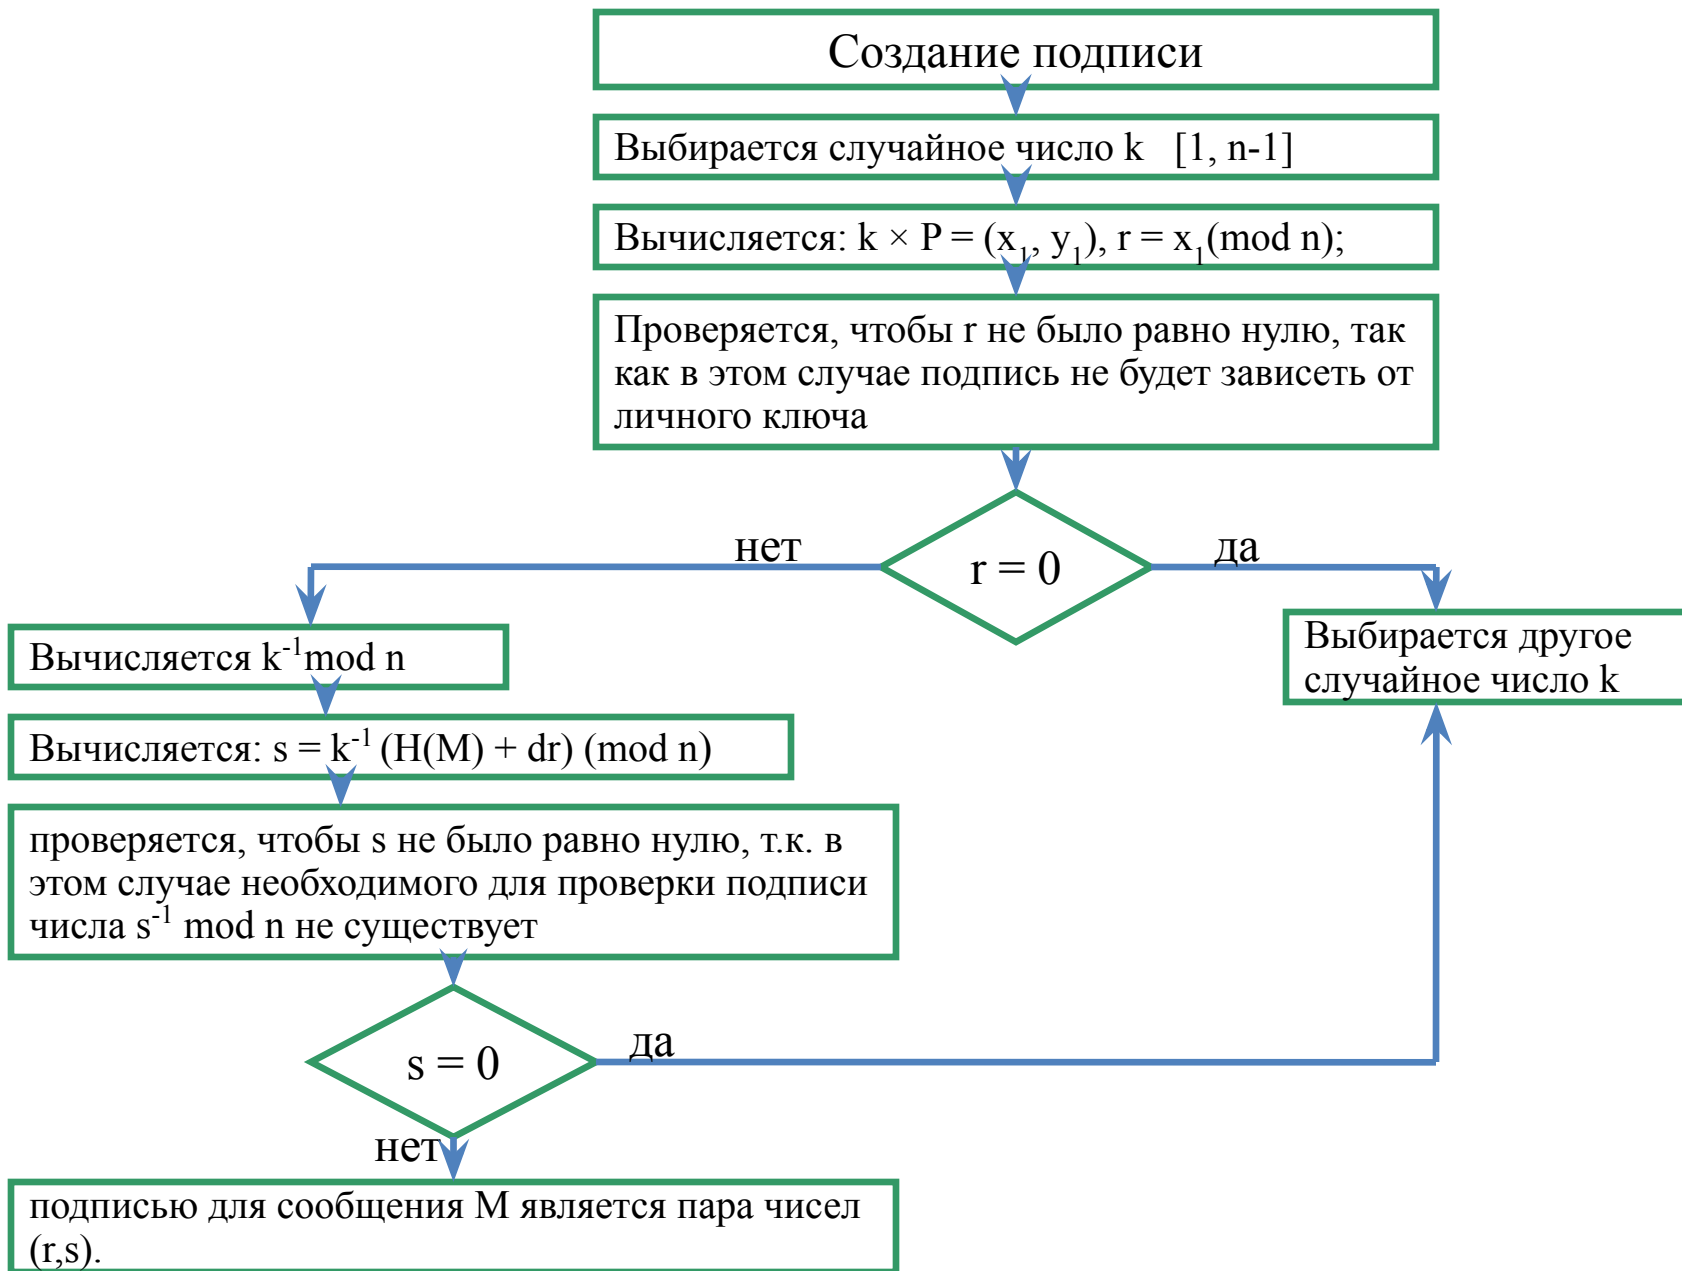 Создание подписи
Выбирается случайное число k [1, n-1]
Вычисляется: k × P = (x₁, y₁), r = x₁(mod n);
Проверяется, чтобы r не было равно нулю, так
как в этом случае подпись не будет зависеть от
личного ключа
нет
r = 0
да
Вычисляется k⁻¹mod n
Выбирается другое
случайное число k
Вычисляется: s = k⁻¹ (H(M) + dr) (mod n)
проверяется, чтобы s не было равно нулю, т.к. в
этом случае необходимого для проверки подписи
числа s⁻¹ mod n не существует
s = 0
да
нет
подписью для сообщения М является пара чисел
(r,s).